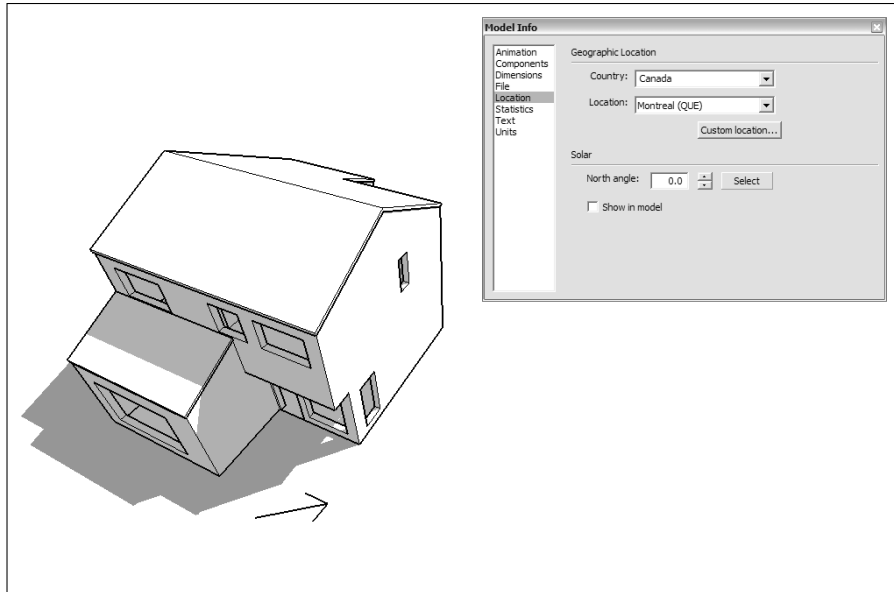 Model Info
Animation
Components
Dimensions
File
Location
Statistics
Text
Units
Geographic Location
Country: Canada
Location: Montreal (QUE)
Custom location...
Solar
North angle: 0.0 Select
Show in model